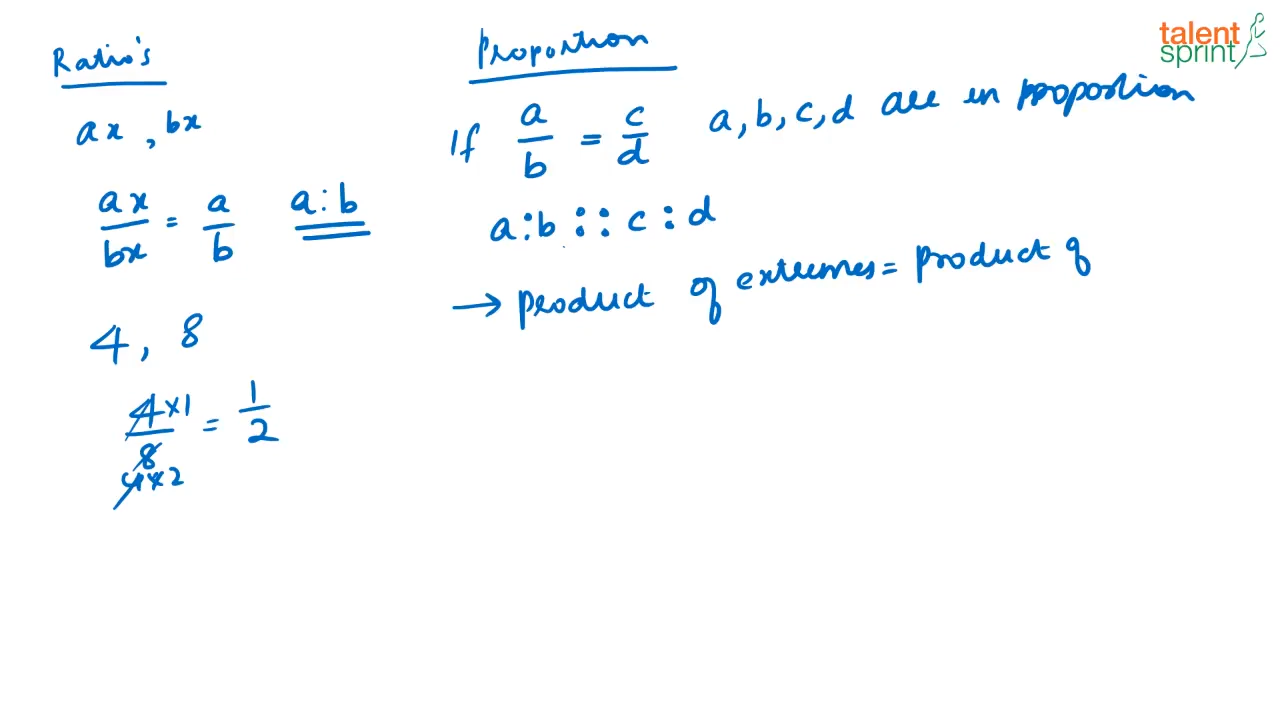 talent
sprint
Ratio's
ax, bx
ax/bx = a/b a:b
4, 8
4×1/8 = 1/2
4×2
Proportion
If a/b = c/d a, b, c, d are in proportion
a:b :: c:d
→ product of extremes = product of